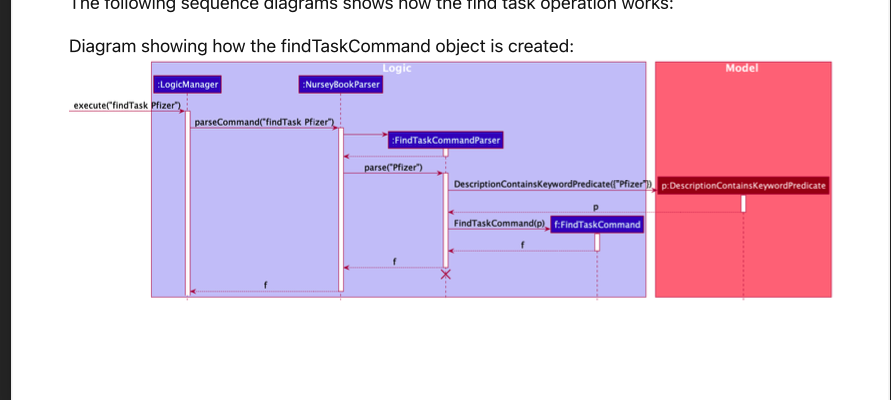 The following sequence diagrams shows how the find task operation works:
Diagram showing how the findTaskCommand object is created:
Logic
Model
:LogicManager
:NurseyBookParser
execute("findTask Pfizer")
parseCommand("findTask Pfizer")
:FindTaskCommandParser
parse("Pfizer")
DescriptionContainsKeywordPredicate(["Pfizer"])
p:DescriptionContainsKeywordPredicate
p
FindTaskCommand(p)
f:FindTaskCommand
f
f
f